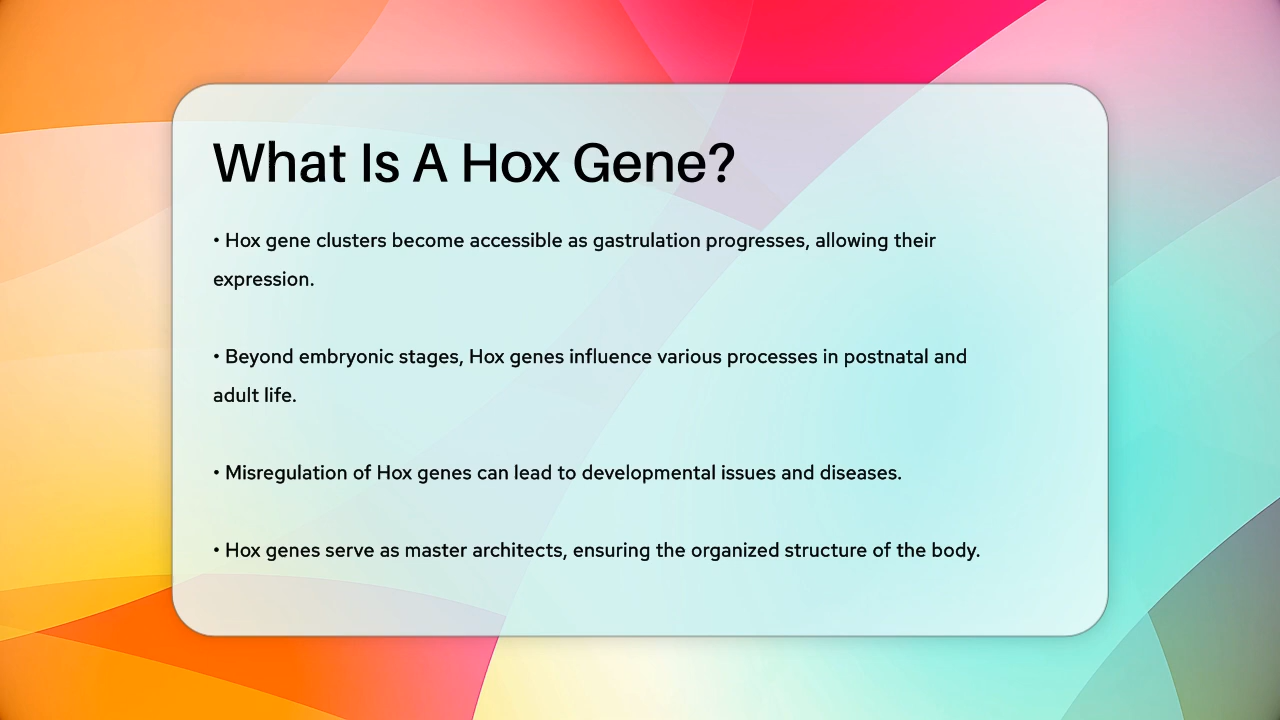 What Is A Hox Gene?
• Hox gene clusters become accessible as gastrulation progresses, allowing their
expression.
• Beyond embryonic stages, Hox genes influence various processes in postnatal and
adult life.
• Misregulation of Hox genes can lead to developmental issues and diseases.
• Hox genes serve as master architects, ensuring the organized structure of the body.